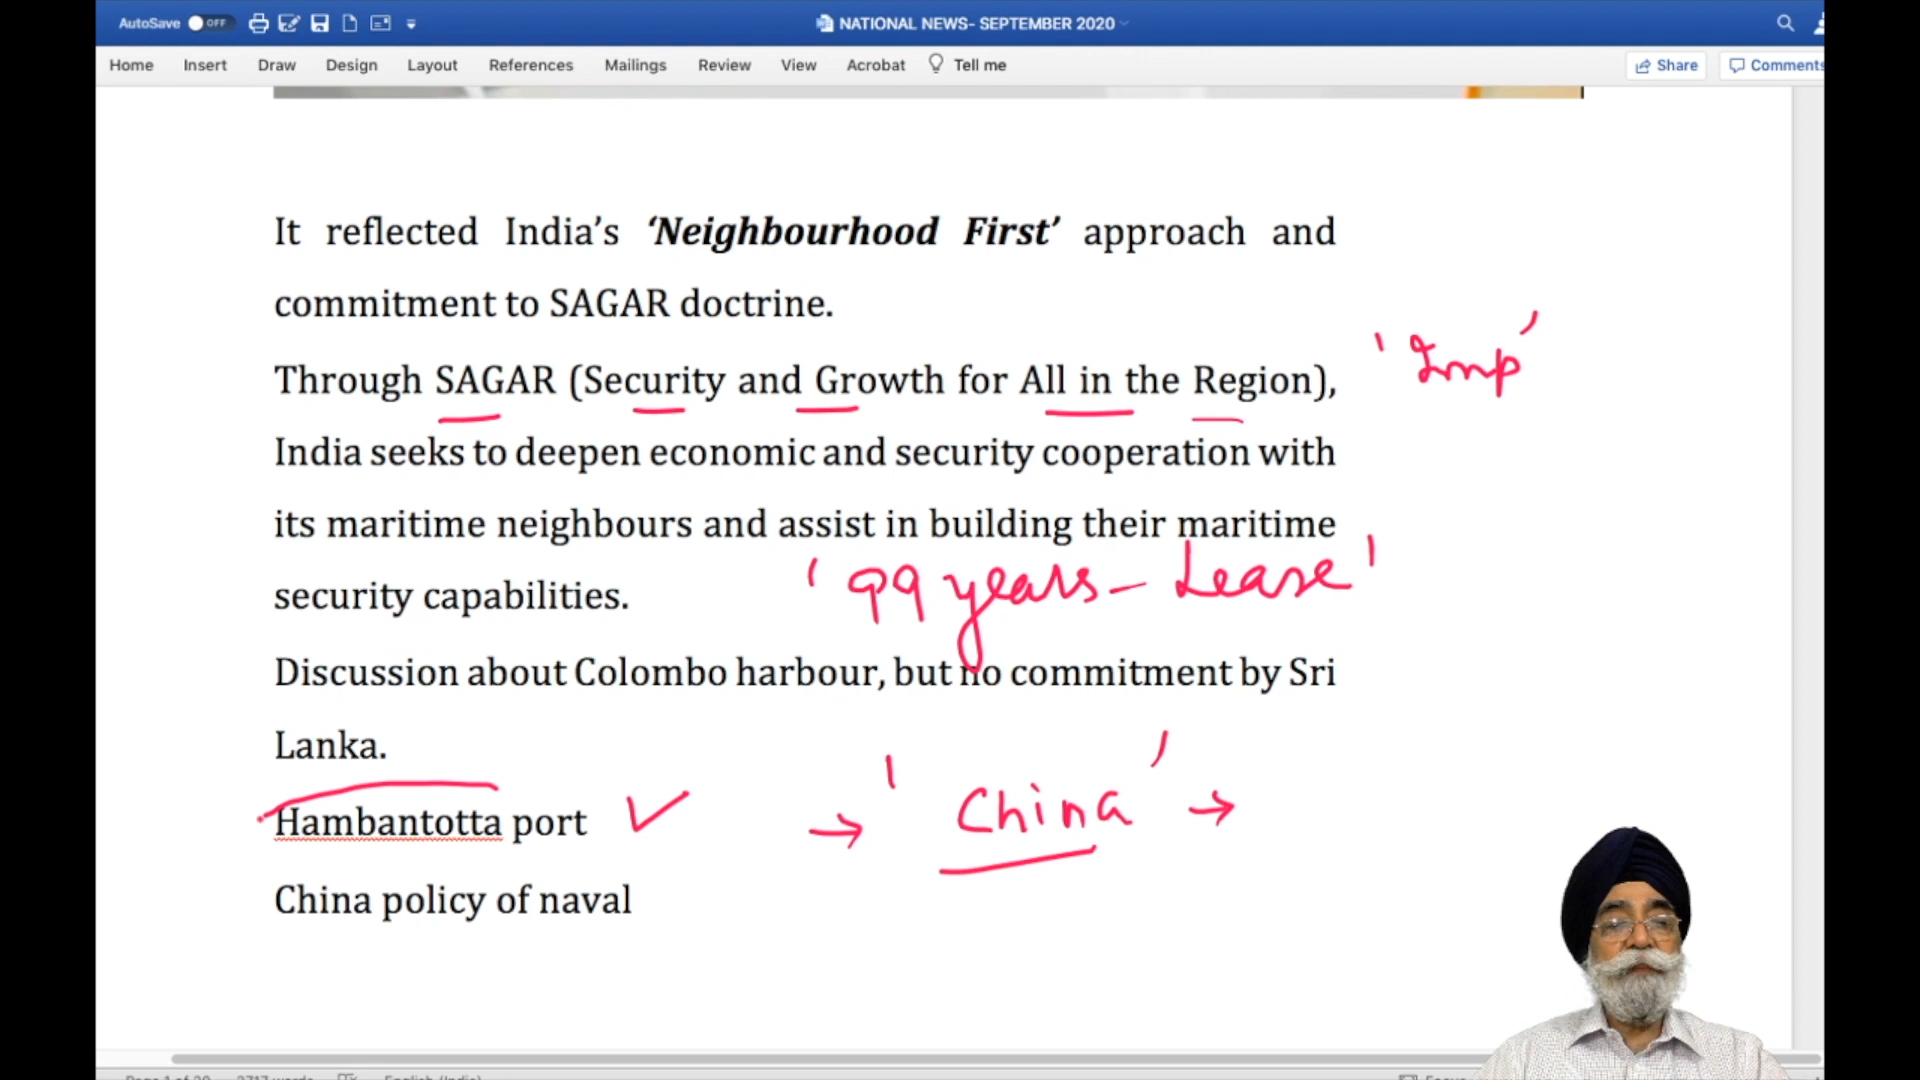 AutoSave OFF NATIONAL NEWS- SEPTEMBER 2020
Home Insert Draw Design Layout References Mailings Review View Acrobat Tell me Share Comments
It reflected India's 'Neighbourhood First' approach and
commitment to SAGAR doctrine.
'Imp'
Through SAGAR (Security and Growth for All in the Region),
India seeks to deepen economic and security cooperation with
its maritime neighbours and assist in building their maritime
security capabilities. '99 years – Lease'
Discussion about Colombo harbour, but no commitment by Sri
Lanka.
Hambantotta port ✓ → 'China' →
China policy of naval